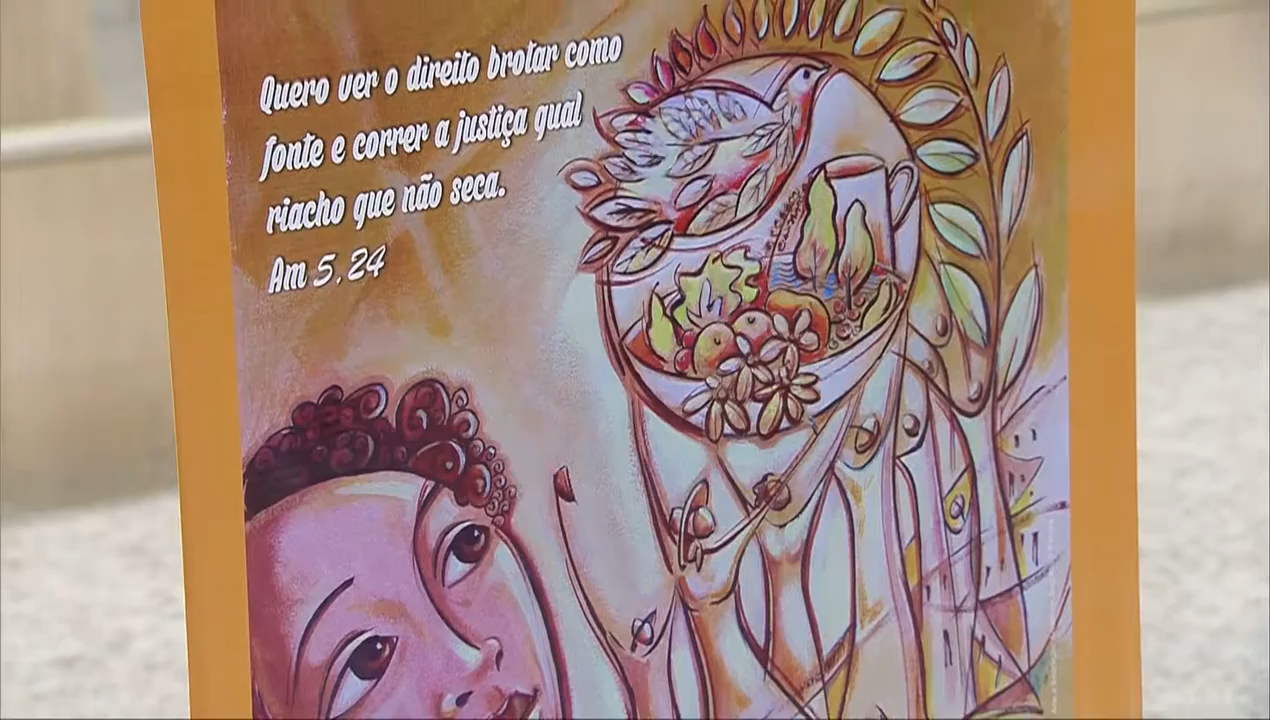 Quero ver o direito brotar como
fonte e correr a justiça qual
riacho que não seca.
Am 5, 24